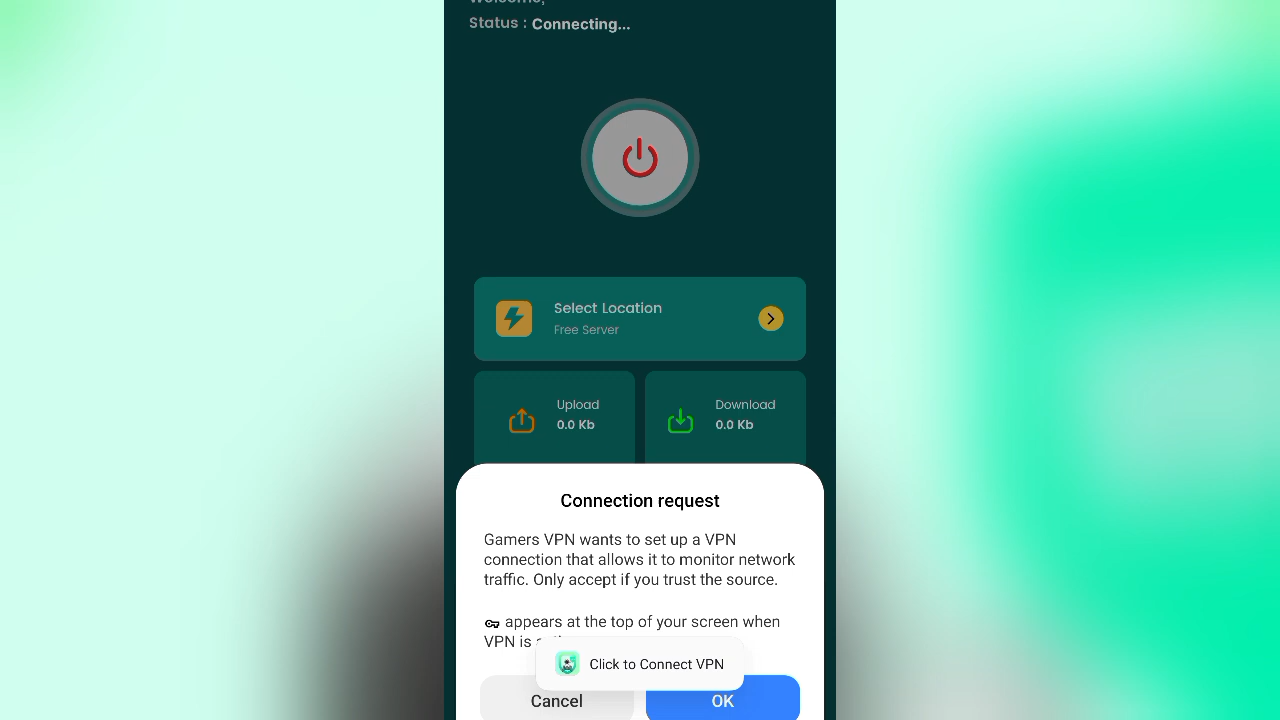 Welcome,
Status : Connecting...
Select Location
Free Server
Upload
0.0 Kb
Download
0.0 Kb
Connection request
Gamers VPN wants to set up a VPN
connection that allows it to monitor network
traffic. Only accept if you trust the source.
appears at the top of your screen when
VPN is
Click to Connect VPN
Cancel
OK